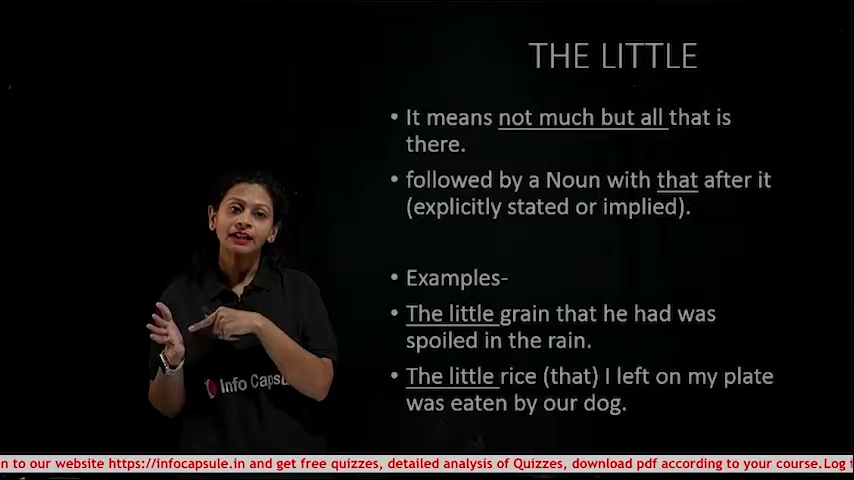 THE LITTLE
• It means not much but all that is
there.
• followed by a Noun with that after it
(explicitly stated or implied).
• Examples-
• The little grain that he had was
spoiled in the rain.
• The little rice (that) I left on my plate
was eaten by our dog.
Info Capsu
n to our website https://infocapsule.in and get free quizzes, detailed analysis of Quizzes, download pdf according to your course.Log i